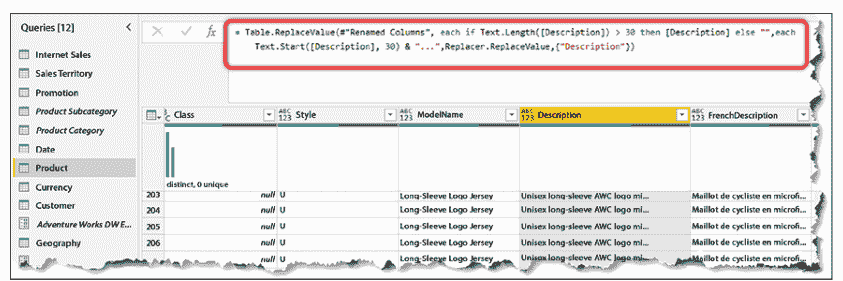 Queries [12]
= Table.ReplaceValue(#"Renamed Columns", each if Text.Length([Description]) > 30 then [Description] else "",each
Text.Start([Description], 30) & "...",Replacer.ReplaceValue,{"Description"})
Internet Sales
Sales Territory
Promotion
Product Subcategory
Product Category
Date
Product
Currency
Customer
Adventure Works DW E...
Geography
Class ABC 123 Style ABC 123 ModelName ABC 123 Description ABC 123 FrenchDescription
distinct, 0 unique
203 null U Long-Sleeve Logo Jersey Unisex long-sleeve AWC logo mi... Maillot de cycliste en microfi...
204 null U Long-Sleeve Logo Jersey Unisex long-sleeve AWC logo mi... Maillot de cycliste en microfi...
205 null U Long-Sleeve Logo Jersey Unisex long-sleeve AWC logo mi... Maillot de cycliste en microfi...
206 null U Long-Sleeve Logo Jersey Unisex long-sleeve AWC logo mi... Maillot de cycliste en microfi...